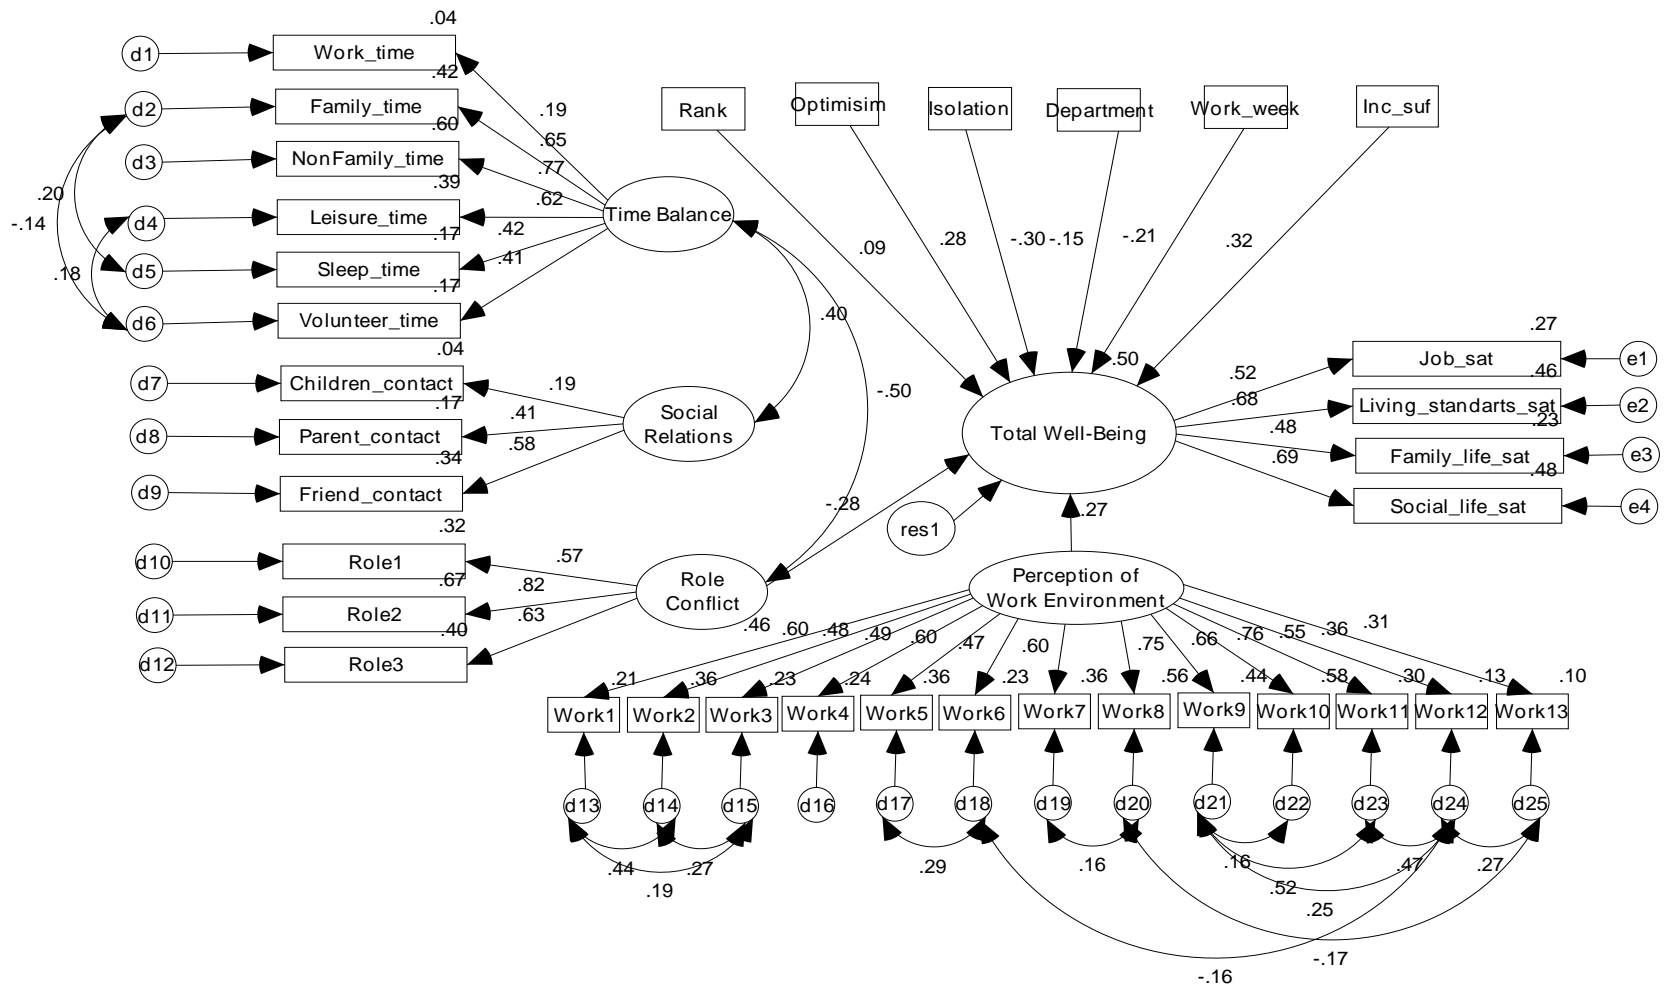 .04
d1
Work_time
.42
.19
d2
Family_time
.60
.65
d3
NonFamily_time
.39
.77
.62
.20
-.14
d4
Leisure_time
.17
.42
Time Balance
.18
d5
Sleep_time
.17
.41
d6
Volunteer_time
.04
d7
Children_contact
.17
.19
d8
Parent_contact
.34
.41
.58
d9
Friend_contact
Social
Relations
.40
-.50
.32
d10
Role1
.67
.57
d11
Role2
.40
.82
.63
d12
Role3
Role
Conflict
-.28
Rank
Optimisim
Isolation
Department
Work_week
Inc_suf
.09
.28
-.30
-.15
-.21
.32
.50
Total Well-Being
res1
.27
.52
.68
.48
.69
.27
Job_sat
e1
.46
Living_standarts_sat
e2
.23
Family_life_sat
e3
.48
Social_life_sat
e4
Perception of
Work Environment
.46
.60
.48
.49
.60
.47
.60
.75
.66
.76
.55
.36
.31
.21
.36
.23
.24
.36
.23
.36
.56
.44
.58
.30
.13
.10
Work1
Work2
Work3
Work4
Work5
Work6
Work7
Work8
Work9
Work10
Work11
Work12
Work13
d13
d14
d15
d16
d17
d18
d19
d20
d21
d22
d23
d24
d25
.44
.27
.19
.29
.16
.16
.52
.47
.27
.25
-.17
-.16